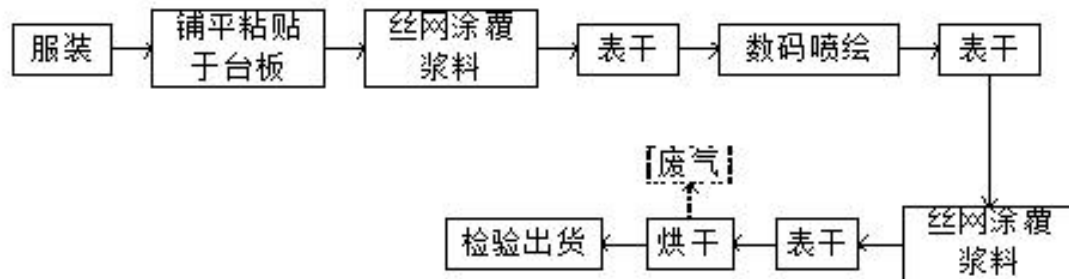 服装
铺平粘贴
于台板
丝网涂覆
浆料
表干
数码喷绘
表干
废气
检验出货
烘干
表干
丝网涂覆
浆料